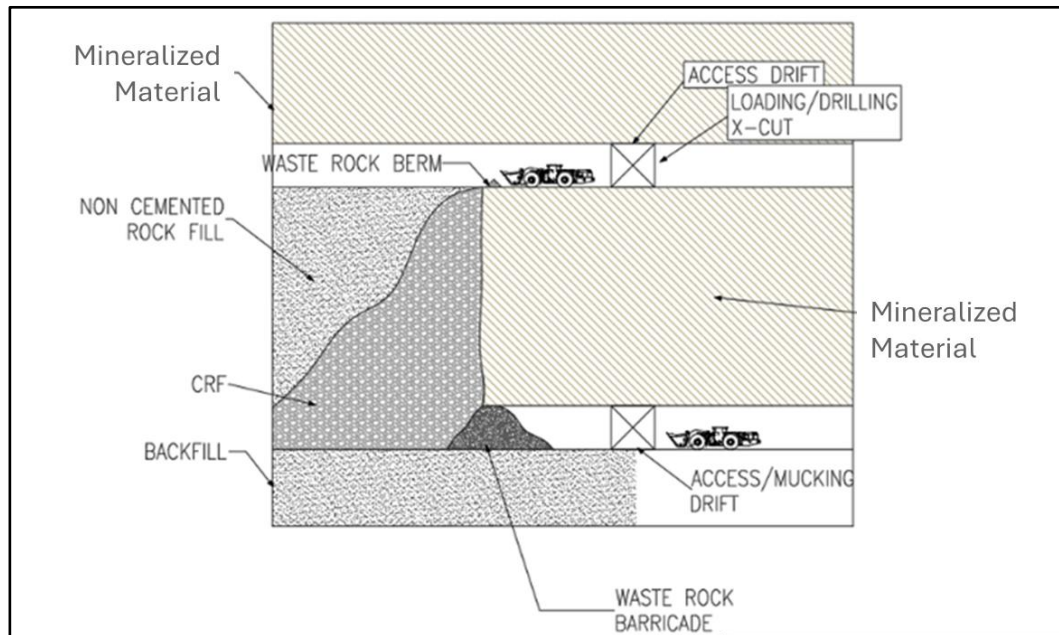 Mineralized
Material
ACCESS DRIFT
LOADING/DRILLING
X-CUT
WASTE ROCK BERM
NON CEMENTED
ROCK FILL
Mineralized
Material
CRF
BACKFILL
ACCESS/MUCKING
DRIFT
WASTE ROCK
BARRICADE